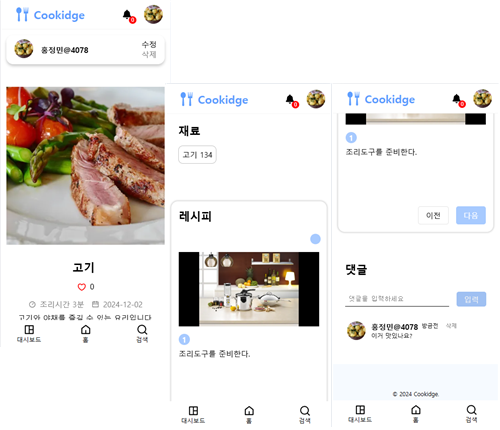 Cookidge
0
홍정민@4078
수정
삭제
고기
0
조리시간 3분
2024-12-02
고기와 야채를 즐길 수 있는 요리입니다
대시보드
홈
검색
Cookidge
0
재료
고기 134
레시피
1
조리도구를 준비한다.
대시보드
홈
검색
Cookidge
0
1
조리도구를 준비한다.
이전
다음
댓글
댓글을 입력하세요
입력
홍정민@4078 방금전 삭제
이거 맛있나요?
© 2024 Cookidge.
대시보드
홈
검색